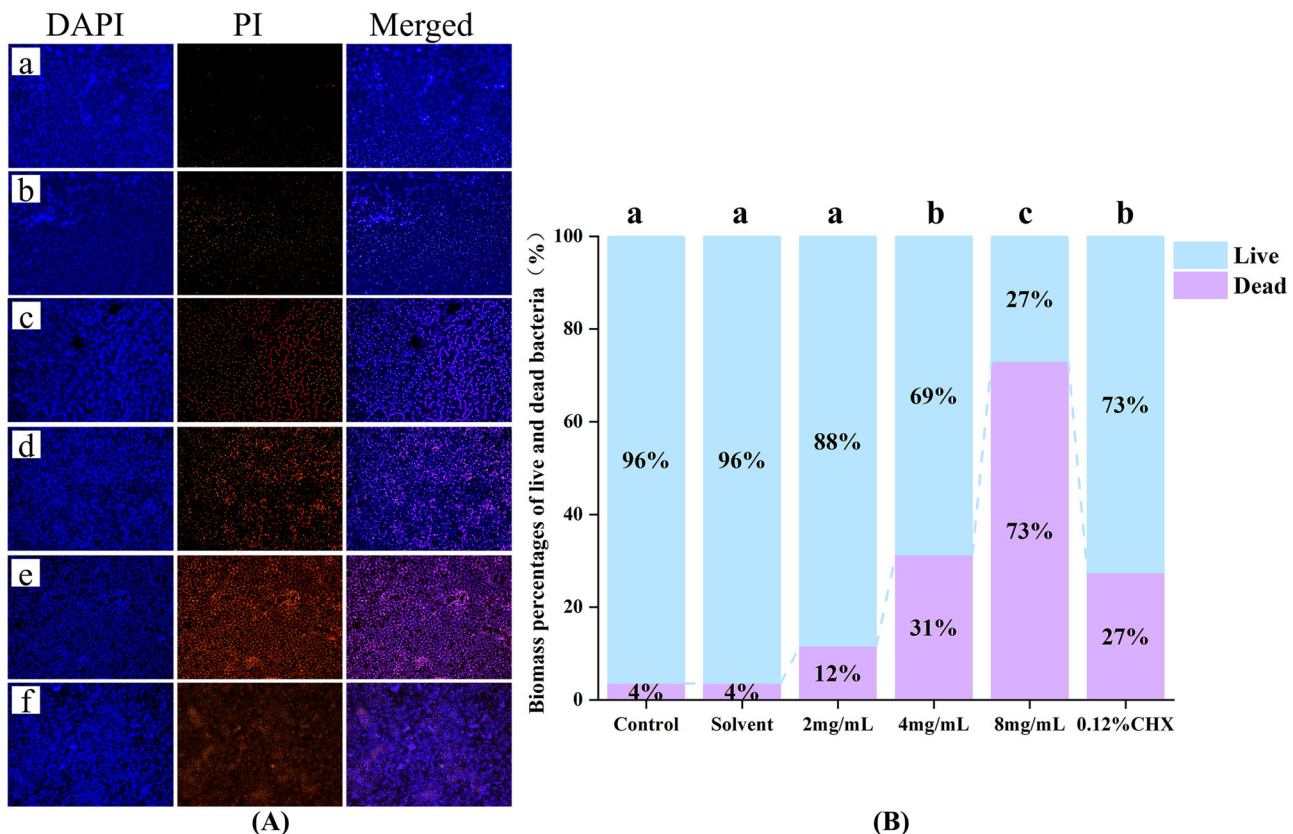 DAPI PI Merged
a
b
c
d
e
f
(A)
Biomass percentages of live and dead bacteria（%）
100
80
60
40
20
0
a a a b c b
96% 96% 88% 69% 27% 73%
4% 4% 12% 31% 73% 27%
Control Solvent 2mg/mL 4mg/mL 8mg/mL 0.12%CHX
Live
Dead
(B)